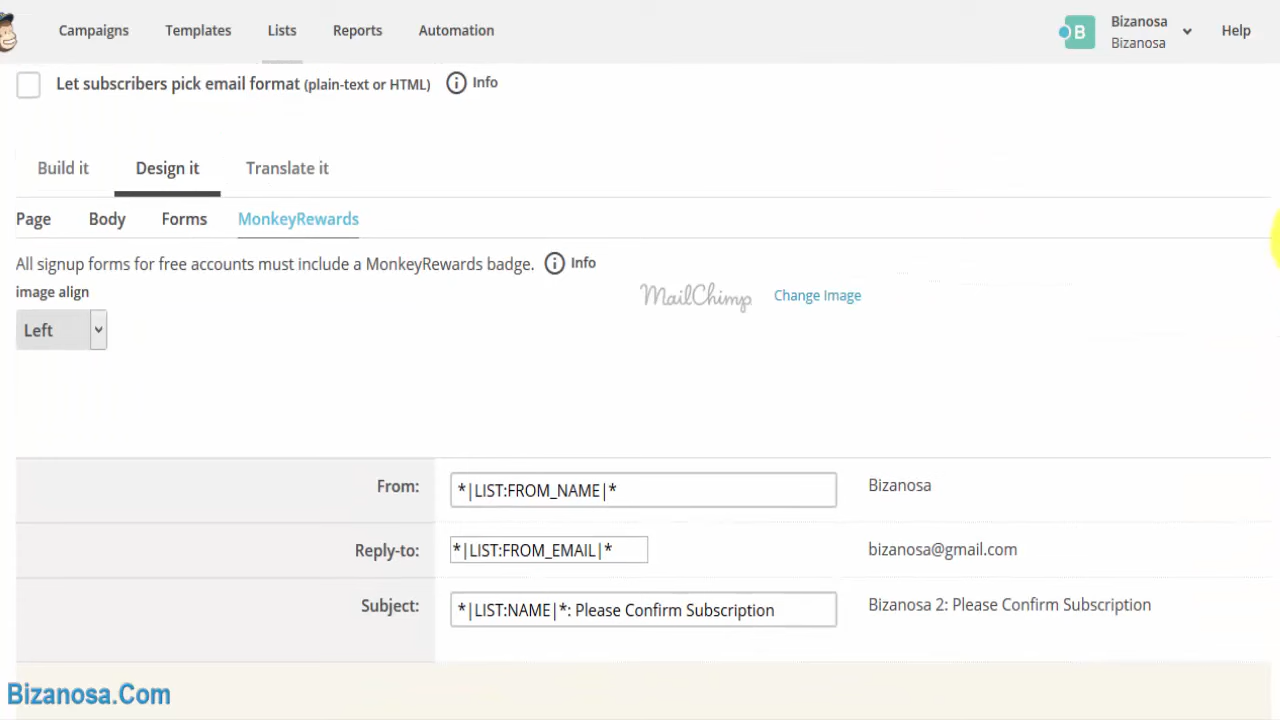 Campaigns Templates Lists Reports Automation B Bizanosa Bizanosa Help
Let subscribers pick email format (plain-text or HTML) i Info
Build it Design it Translate it
Page Body Forms MonkeyRewards
All signup forms for free accounts must include a MonkeyRewards badge. i Info
image align
MailChimp Change Image
Left
From: *|LIST:FROM_NAME|* Bizanosa
Reply-to: *|LIST:FROM_EMAIL|* bizanosa@gmail.com
Subject: *|LIST:NAME|*: Please Confirm Subscription Bizanosa 2: Please Confirm Subscription
Bizanosa.Com